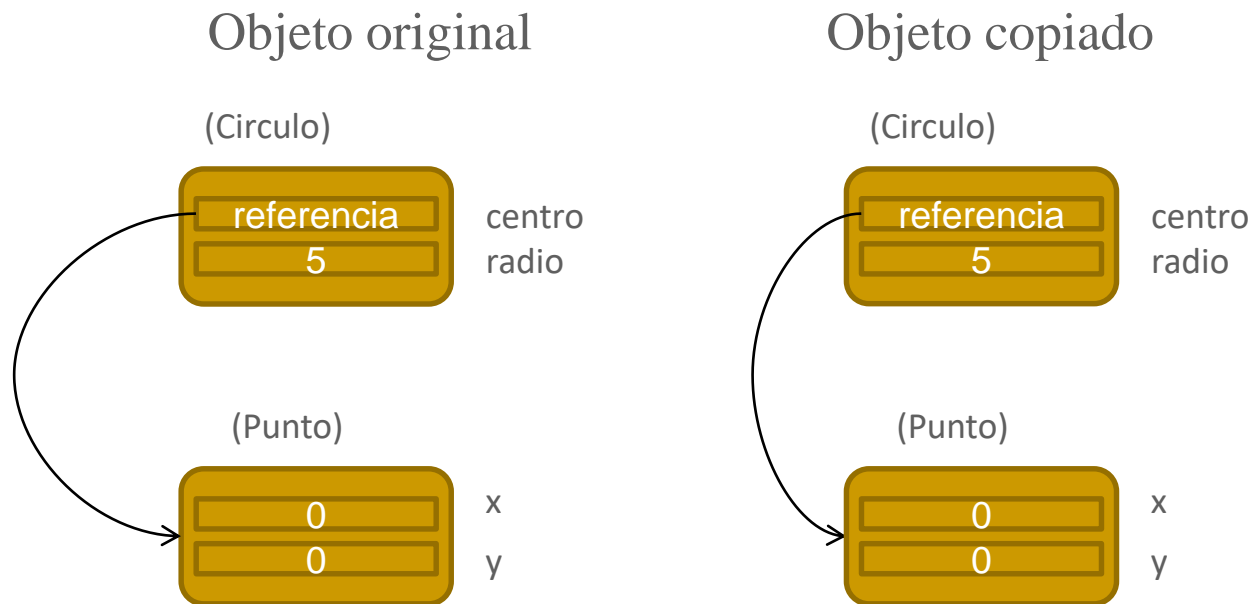 Objeto original
Objeto copiado
(Circulo)
(Circulo)
referencia
centro
referencia
centro
5
radio
5
radio
(Punto)
(Punto)
0
x
0
x
0
y
0
y